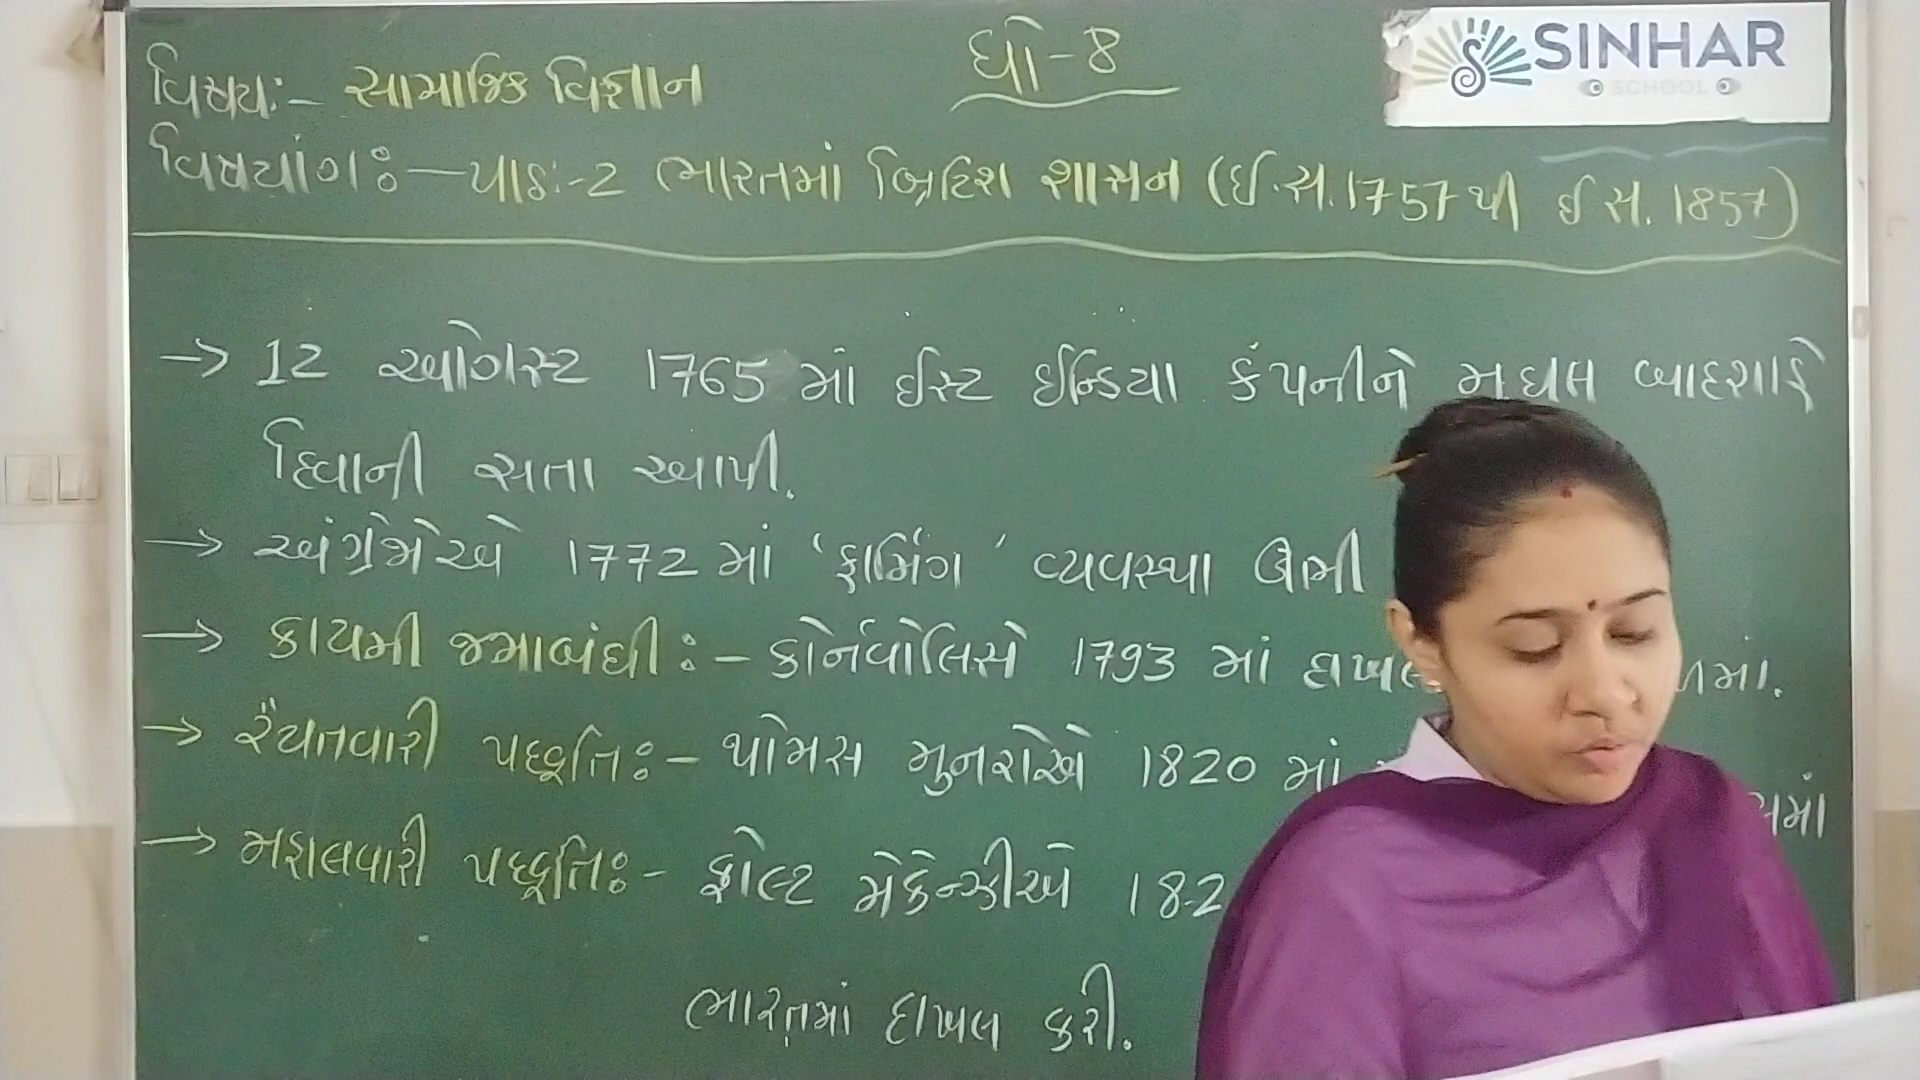 ધો-8
SINHAR
SCHOOL
વિષય:- સામાજિક વિજ્ઞાન
વિષયાંગ:- પાઠ:-2 ભારતમાં બ્રિટિશ શાસન (ઈ.સ.1757 થી ઈ સ. 1857)
→ 12 ઓગસ્ટ 1765 માં ઈસ્ટ ઈન્ડિયા કંપનીને મઘલ બાદશાહે
દિવાની સતા આપી.
→ અંગ્રેજોએ 1772 માં 'ફાર્મિંગ' વ્યવસ્થા ઊભી
→ કાયમી જમાબંધી:- કોર્નવોલિસે 1793 માં
→ રૈયતવારી પદ્ધતિ:- થોમસ મુનરોએ 1820 માં
→ મહાલવારી પદ્ધતિ:- હોલ્ટ મેકેન્ઝીએ 182
ભારતમાં દાખલ કરી.